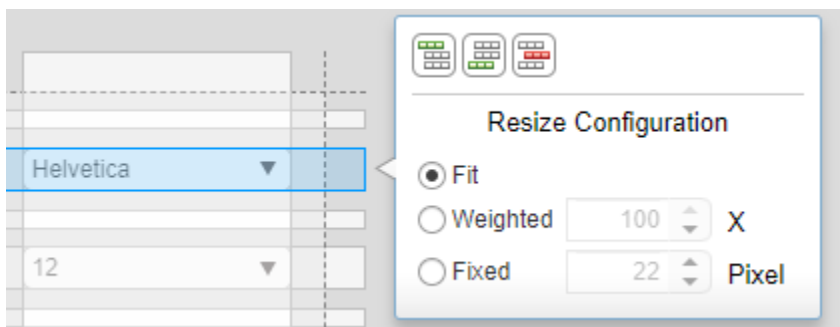 Resize Configuration
Helvetica
Fit
Weighted 100 X
12
Fixed 22 Pixel